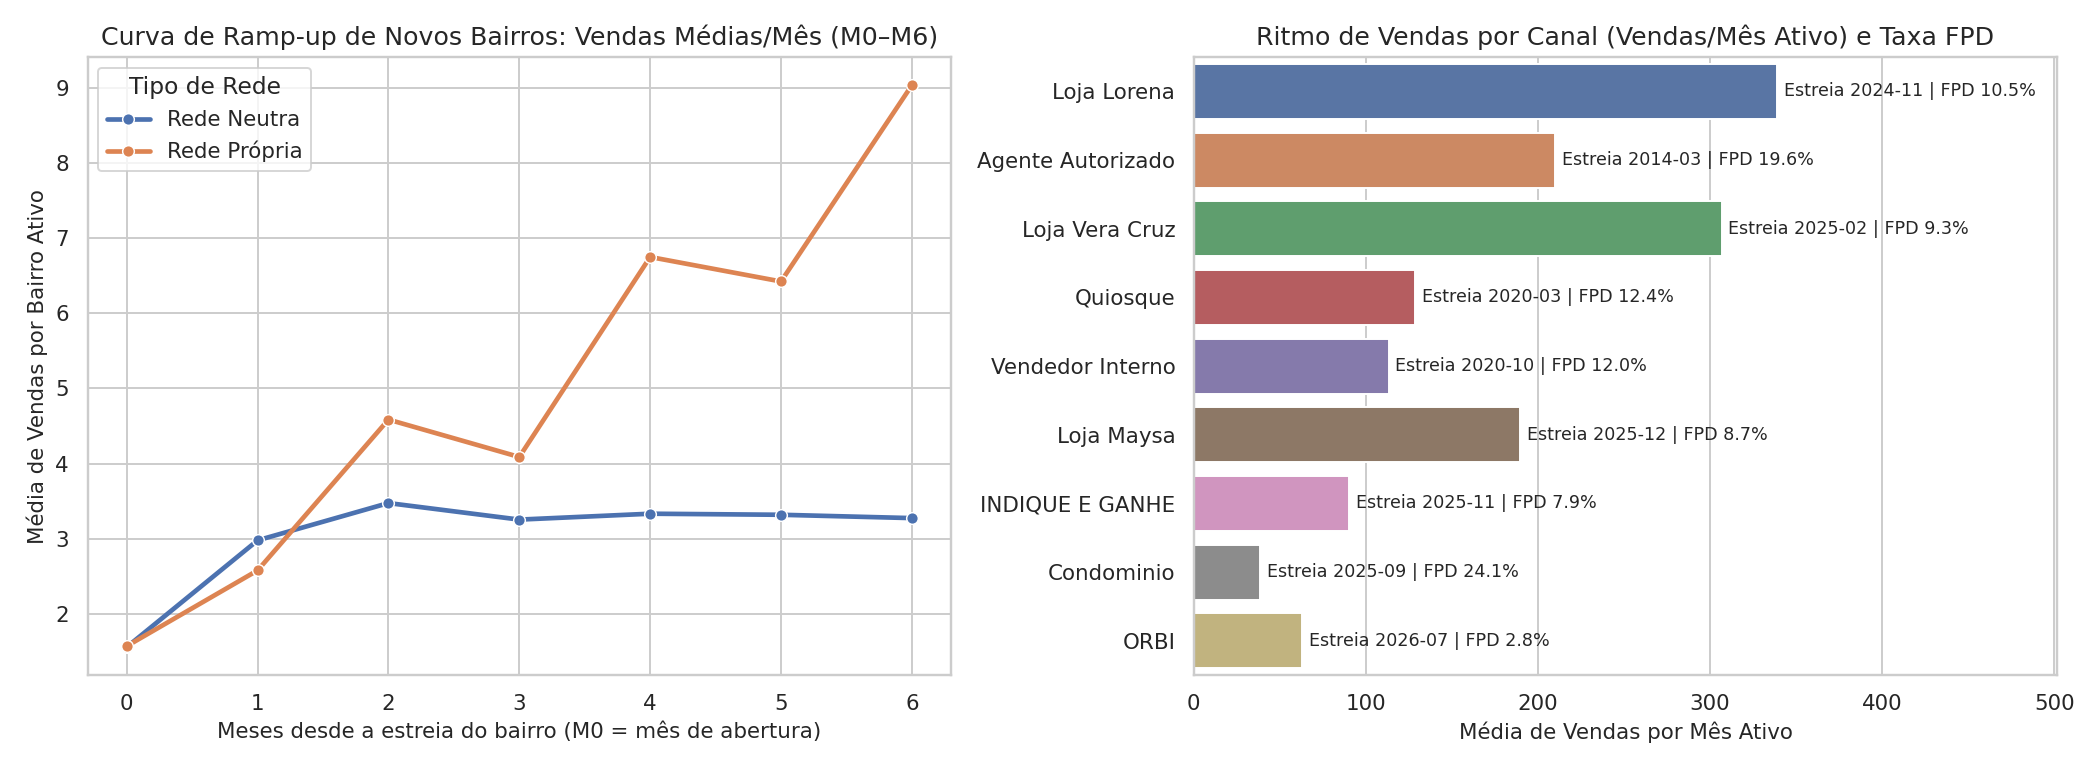 Curva de Ramp-up de Novos Bairros: Vendas Médias/Mês (M0–M6)
Tipo de Rede
Rede Neutra
Rede Própria
Média de Vendas por Bairro Ativo
9
8
7
6
5
4
3
2
0 1 2 3 4 5 6
Meses desde a estreia do bairro (M0 = mês de abertura)
Ritmo de Vendas por Canal (Vendas/Mês Ativo) e Taxa FPD
Loja Lorena Estreia 2024-11 | FPD 10.5%
Agente Autorizado Estreia 2014-03 | FPD 19.6%
Loja Vera Cruz Estreia 2025-02 | FPD 9.3%
Quiosque Estreia 2020-03 | FPD 12.4%
Vendedor Interno Estreia 2020-10 | FPD 12.0%
Loja Maysa Estreia 2025-12 | FPD 8.7%
INDIQUE E GANHE Estreia 2025-11 | FPD 7.9%
Condominio Estreia 2025-09 | FPD 24.1%
ORBI Estreia 2026-07 | FPD 2.8%
0 100 200 300 400 500
Média de Vendas por Mês Ativo